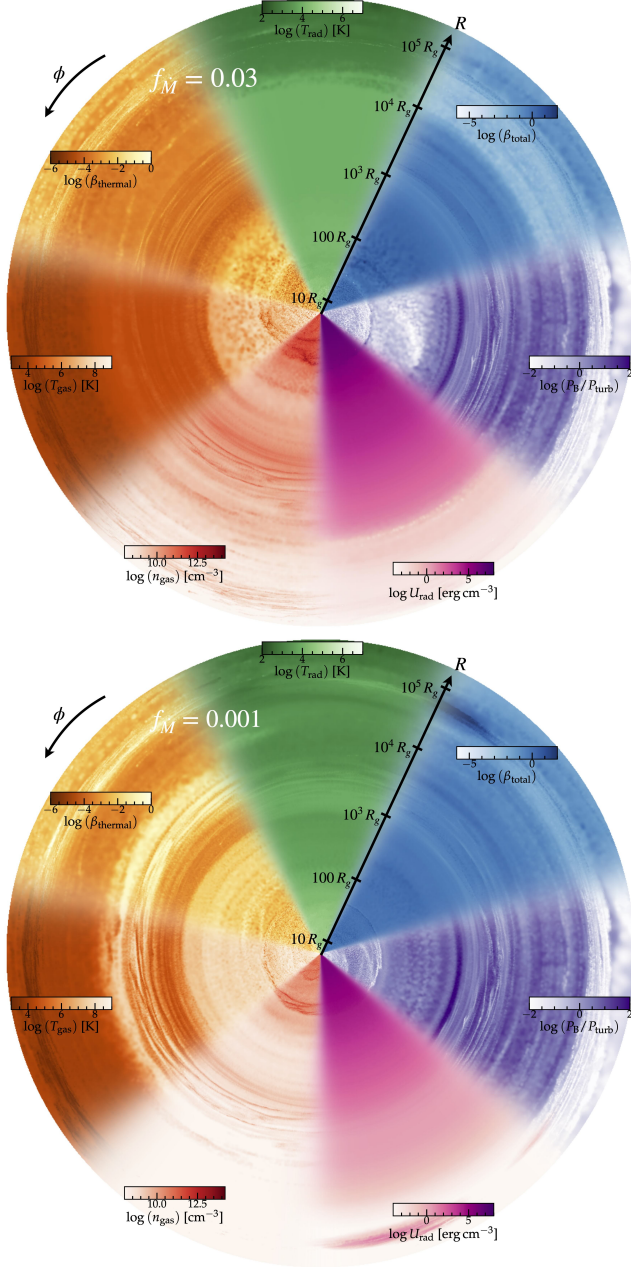 2 4 6
log (T_rad) [K]
R
10^5 R_g
ϕ
f_Ṁ = 0.03
10^4 R_g
−5 0
log (β_total)
−6 −4 −2 0
log (β_thermal)
10^3 R_g
100 R_g
10 R_g
4 6 8
log (T_gas) [K]
−2 0 2
log (P_B/P_turb)
10.0 12.5
log (n_gas) [cm^−3]
0 5
log U_rad [erg cm^−3]
2 4 6
log (T_rad) [K]
R
10^5 R_g
ϕ
f_Ṁ = 0.001
10^4 R_g
−5 0
log (β_total)
−6 −4 −2 0
log (β_thermal)
10^3 R_g
100 R_g
10 R_g
4 6 8
log (T_gas) [K]
−2 0 2
log (P_B/P_turb)
10.0 12.5
log (n_gas) [cm^−3]
0 5
log U_rad [erg cm^−3]